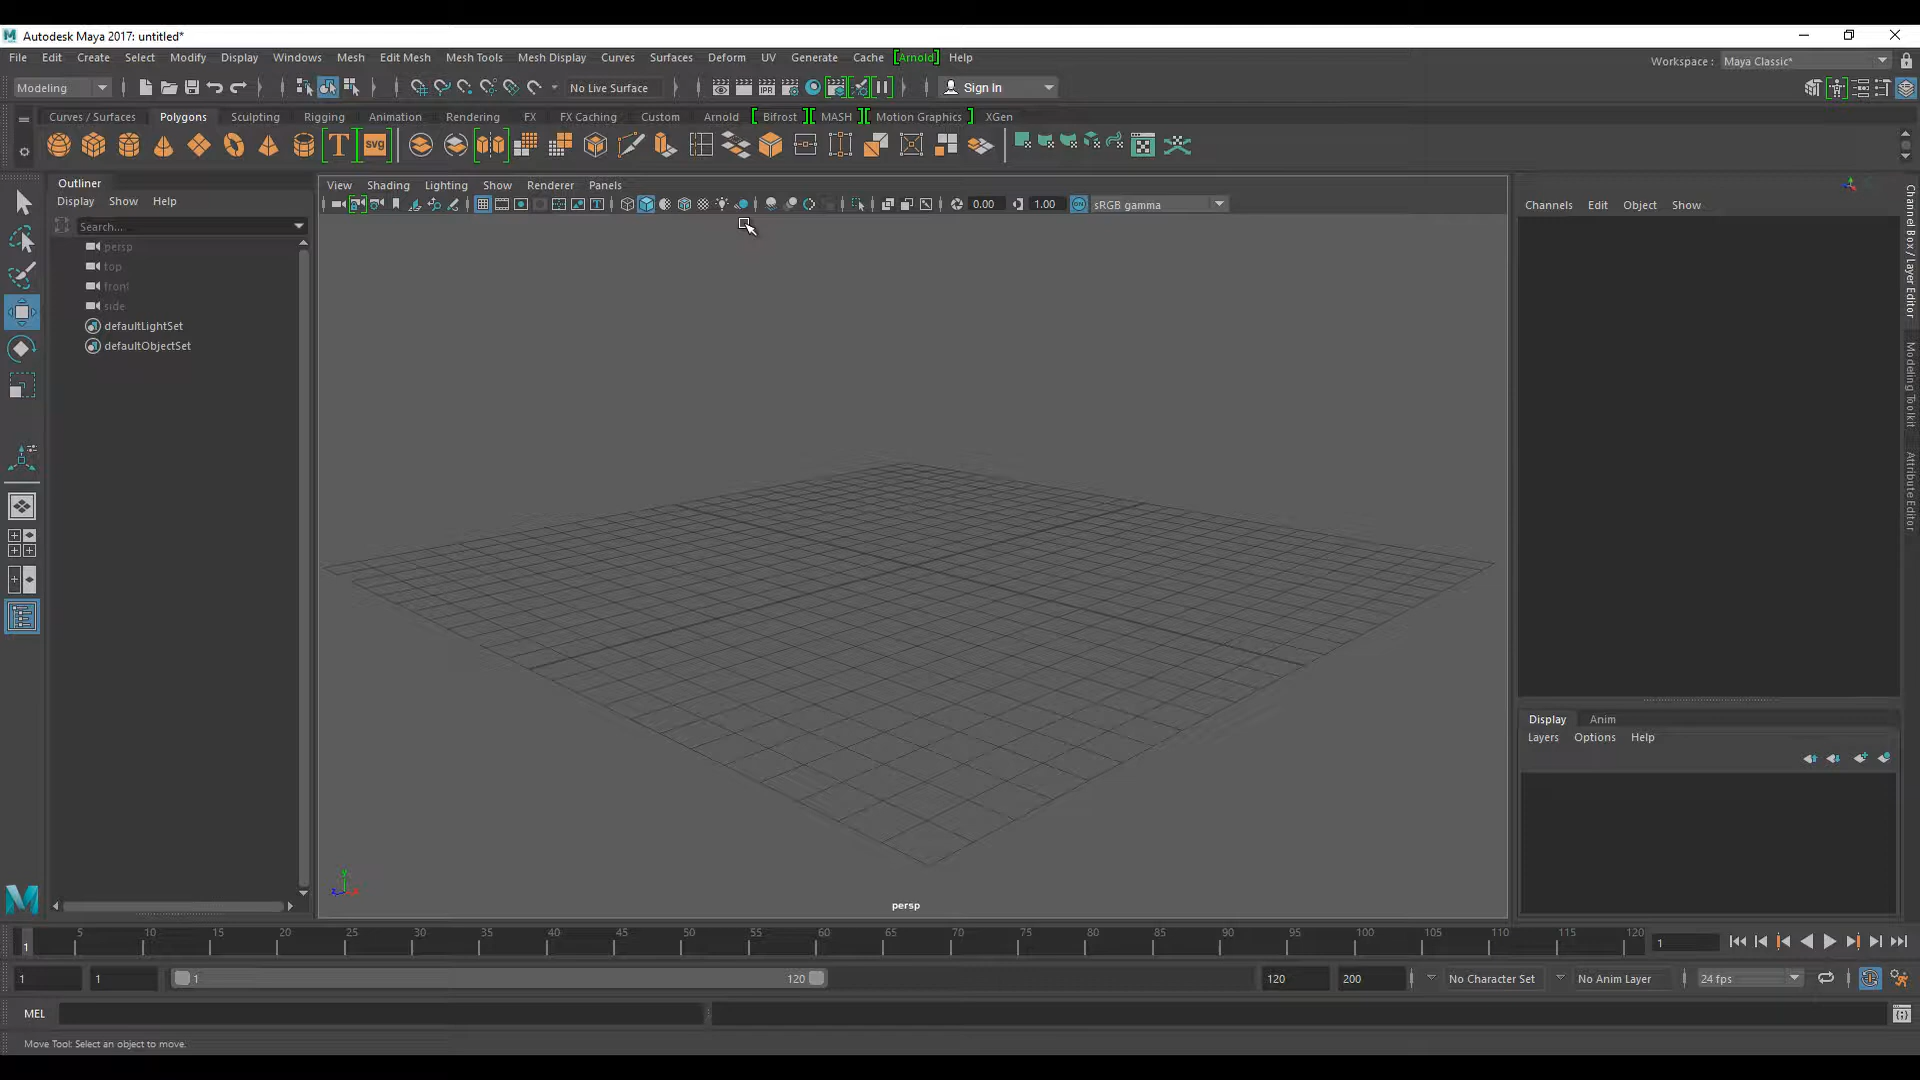 Autodesk Maya 2017: untitled*
File Edit Create Select Modify Display Windows Mesh Edit Mesh Mesh Tools Mesh Display Curves Surfaces Deform UV Generate Cache [Arnold] Help
Workspace : Maya Classic*
Modeling No Live Surface IPR Sign In
Curves / Surfaces Polygons Sculpting Rigging Animation Rendering FX FX Caching Custom Arnold [ Bifrost ][ MASH ][ Motion Graphics ] XGen
T svg
Outliner
Display Show Help
Search...
persp
top
front
side
defaultLightSet
defaultObjectSet
View Shading Lighting Show Renderer Panels
0.00 1.00 ON sRGB gamma
y
z x
persp
Channels Edit Object Show
Channel Box / Layer Editor
Modeling Toolkit
Attribute Editor
Display Anim
Layers Options Help
1 5 10 15 20 25 30 35 40 45 50 55 60 65 70 75 80 85 90 95 100 105 110 115 120 1
1 1 1 120 120 200 No Character Set No Anim Layer 24 fps
MEL
Move Tool: Select an object to move.